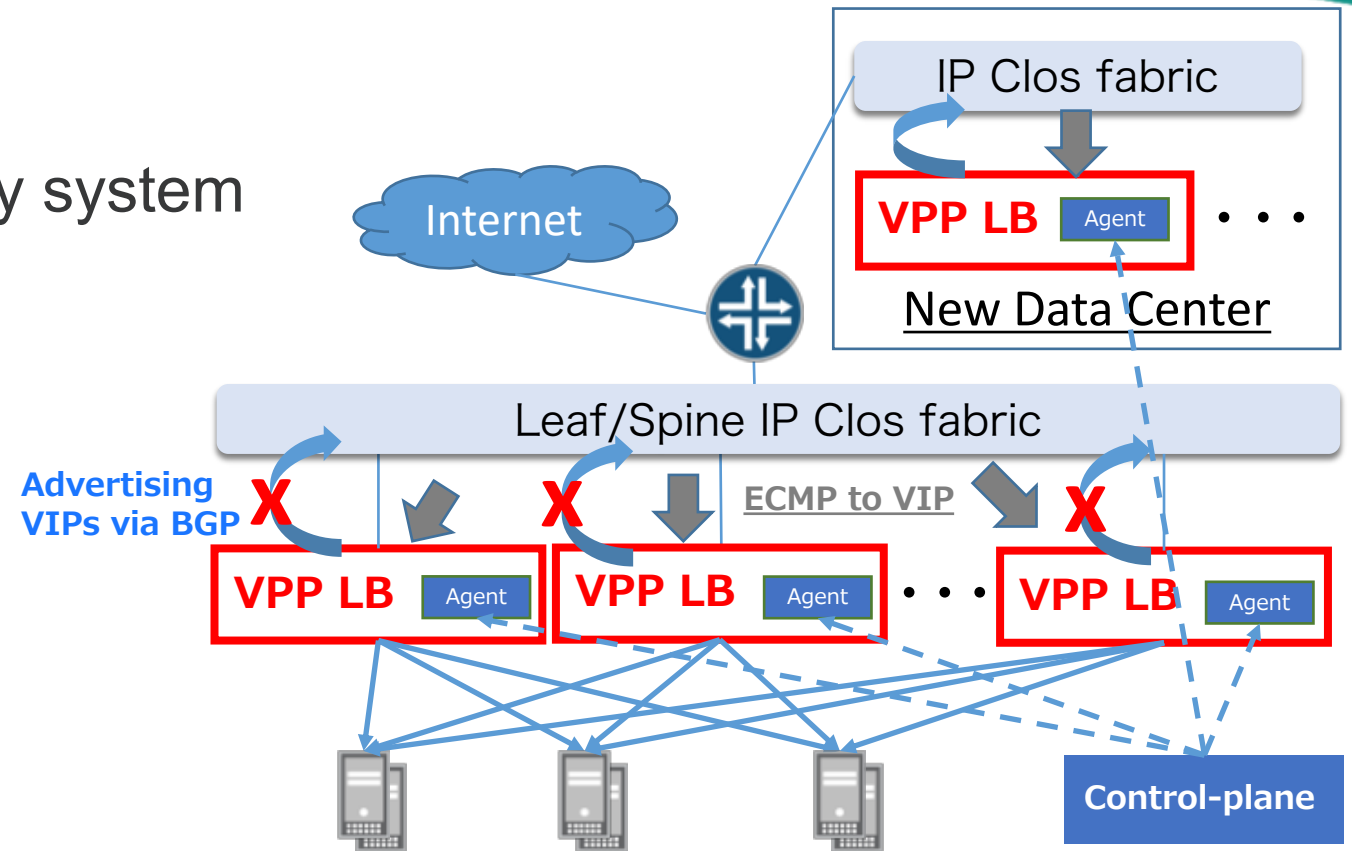 IP Clos fabric
y system
Internet
VPP LB
Agent
・・・
New Data Center
Leaf/Spine IP Clos fabric
Advertising
VIPs via BGP
X
X
ECMP to VIP
X
VPP LB
Agent
VPP LB
Agent
・・・
VPP LB
Agent
Control-plane